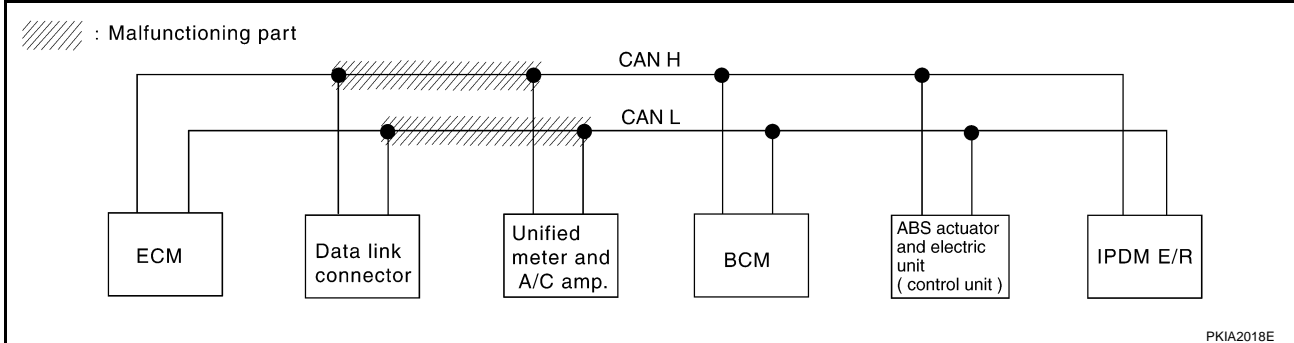 : Malfunctioning part
CAN H
CAN L
ECM
Data link
connector
Unified
meter and
A/C amp.
BCM
ABS actuator
and electric
unit
( control unit )
IPDM E/R
PKIA2018E